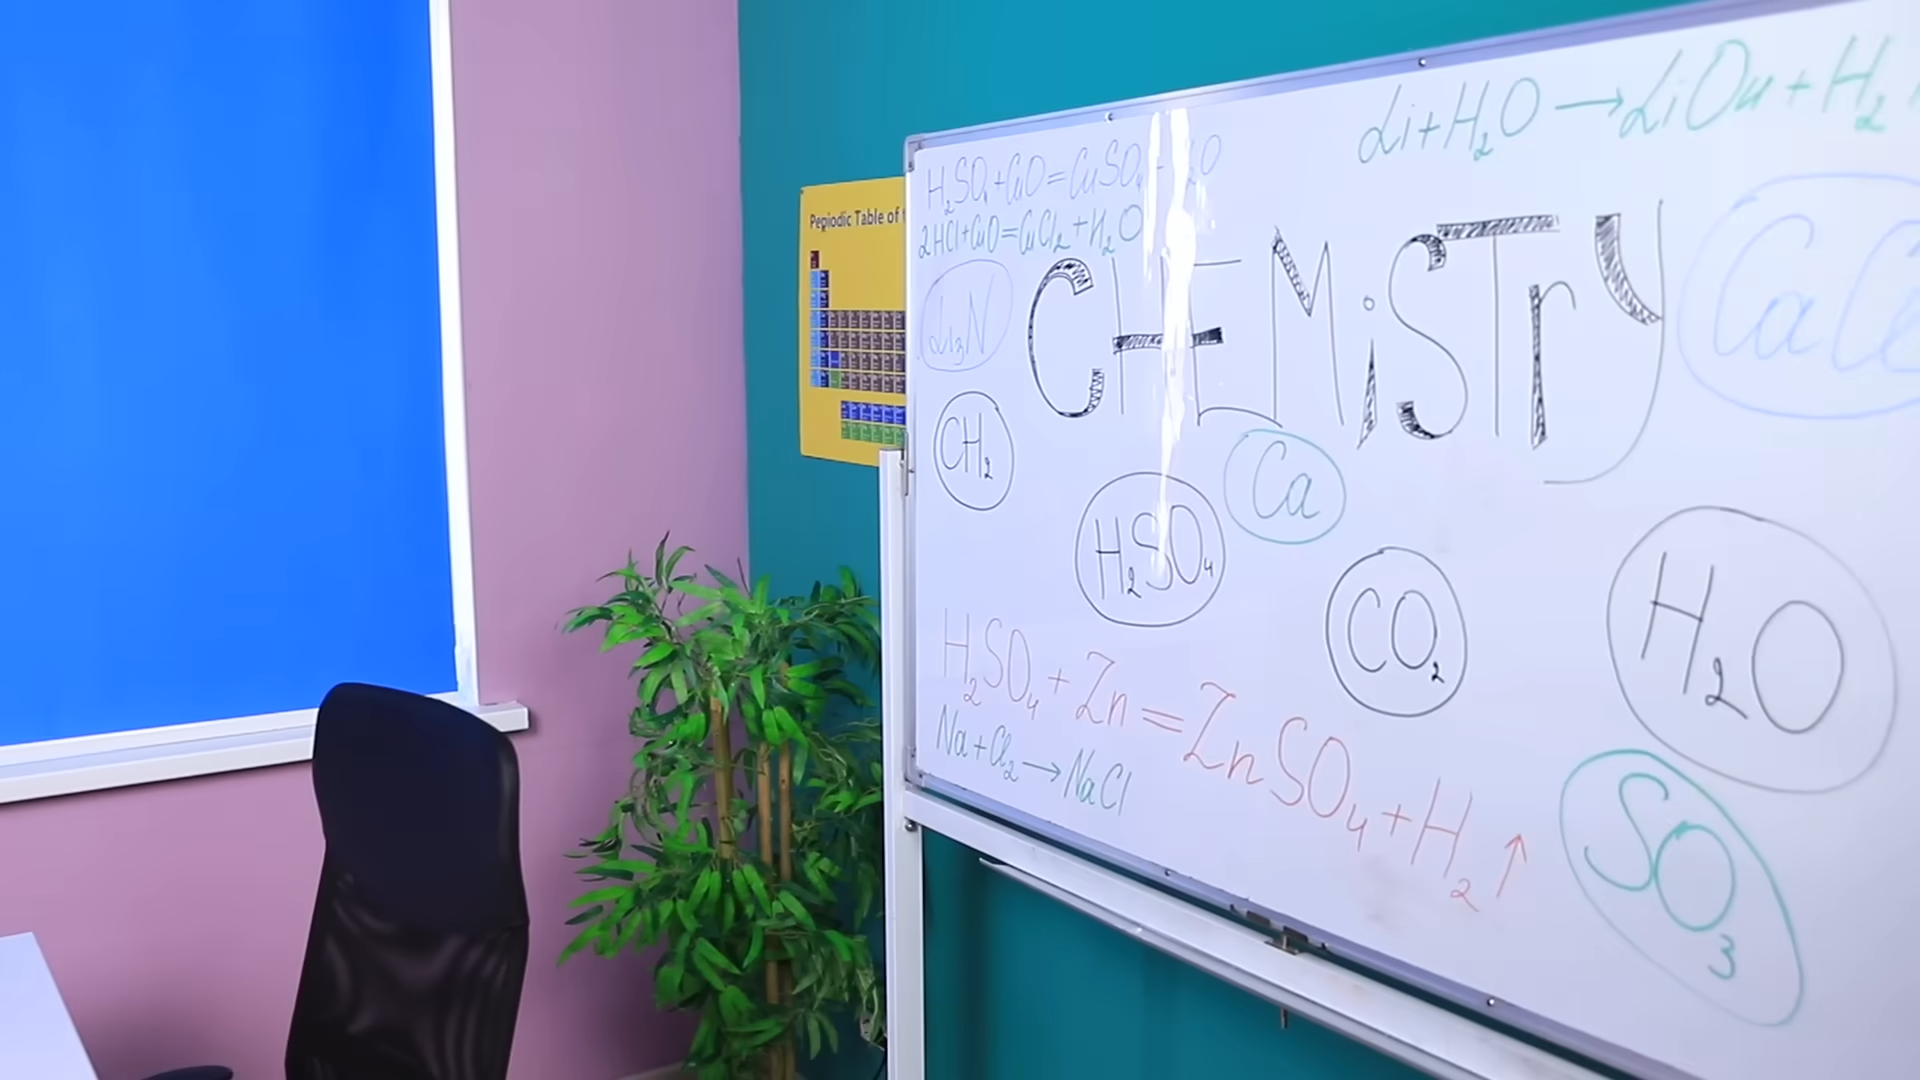 Pegiodic Table of
H₂SO₄+CuO=CuSO₄+H₂O
2HCl+CuO=CuCl₂+H₂O
Li+H₂O→LiOH+H₂
CHEMiSTrY
Li₃N
CH₂
Ca
H₂SO₄
CO₂
H₂O
H₂SO₄+Zn=ZnSO₄+H₂↑
Na+Cl₂→NaCl
SO₃